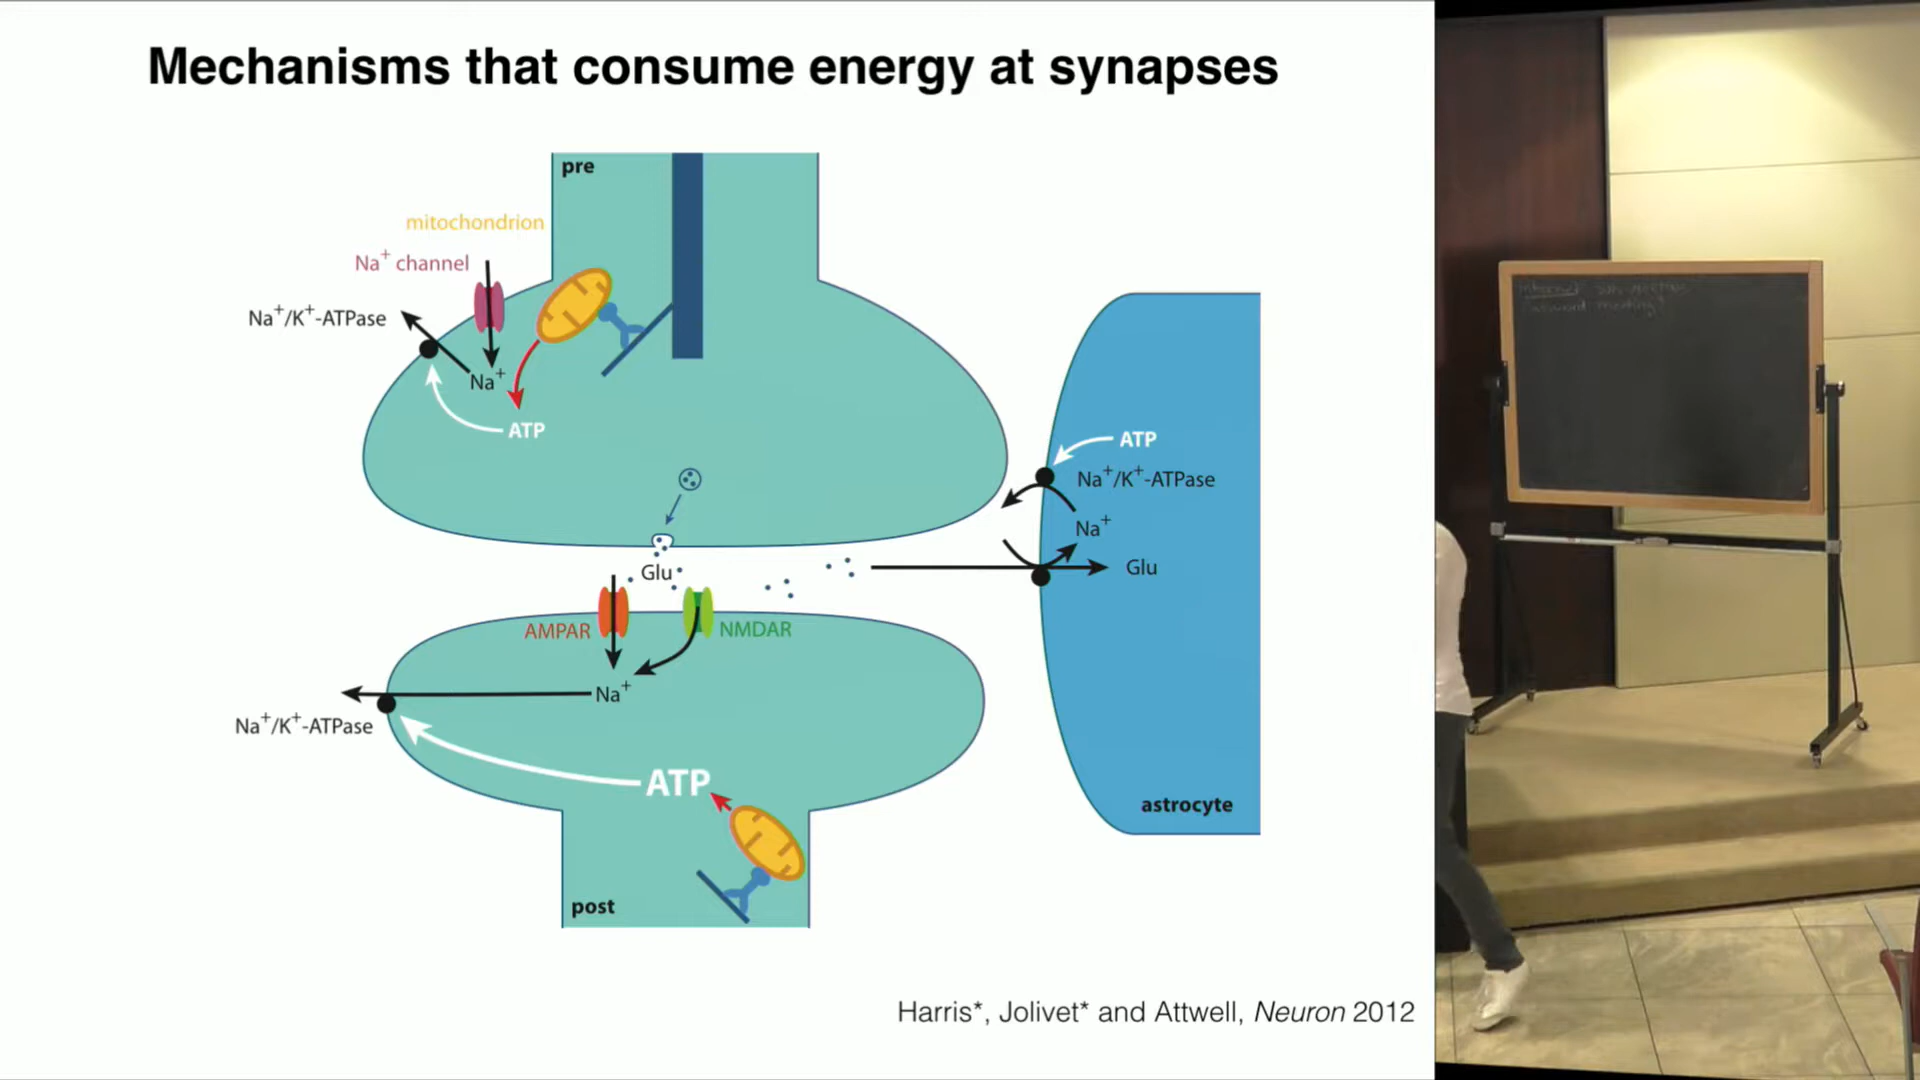 Mechanisms that consume energy at synapses
pre
mitochondrion
Na+ channel
Na+/K+-ATPase
Na+
ATP
ATP
Na+/K+-ATPase
Na+
Glu
Glu
AMPAR
NMDAR
Na+
Na+/K+-ATPase
ATP
astrocyte
post
Harris*, Jolivet* and Attwell, Neuron 2012